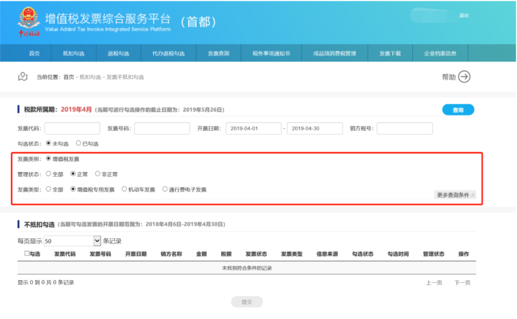 增值税发票综合服务平台 （首都）
Value Added Tax Invoice Integrated Service Platform
退出
首页 抵扣勾选 退税勾选 代办退税勾选 发票查询 税务事项通知书 成品油消费税管理 发票下载 企业档案信息
当前位置：首页 - 抵扣勾选 - 发票不抵扣勾选 帮助
税款所属期：2019年4月 (当期可进行勾选操作的截止日期为：2019年5月26日) 查询
发票代码： 发票号码： 开票日期： 2019-04-01 - 2019-04-30 销方税号：
勾选状态： 未勾选 已勾选
发票类别： 增值税发票
管理状态： 全部 正常 非正常
发票类型： 全部 增值税专用发票 机动车发票 通行费电子发票
更多查询条件
不抵扣勾选 (当期可勾选发票的开票日期范围为：2018年4月6日-2019年4月30日)
每页显示 50 条记录
勾选 发票代码 发票号码 开票日期 销方名称 金额 税额 发票状态 发票类型 信息来源 勾选状态 勾选时间 管理状态 操作
未找到符合条件的记录
显示 0 到 0 共 0 条记录 上一页 下一页
提交